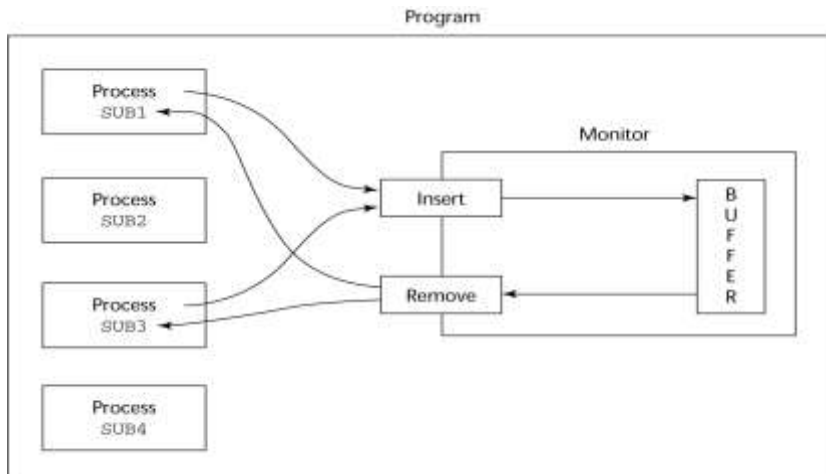 Program
Process
SUB1
Monitor
Insert
B
U
F
F
E
R
Process
SUB2
Process
SUB3
Remove
Process
SUB4